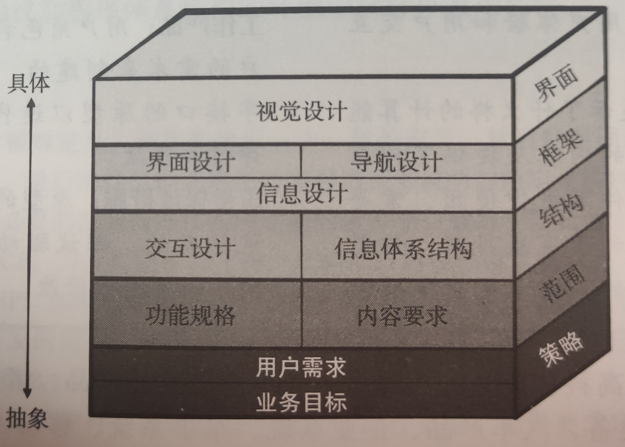 具体
抽象
视觉设计
界面设计 导航设计
信息设计
交互设计 信息体系结构
功能规格 内容要求
用户需求
业务目标
界面
框架
结构
范围
策略